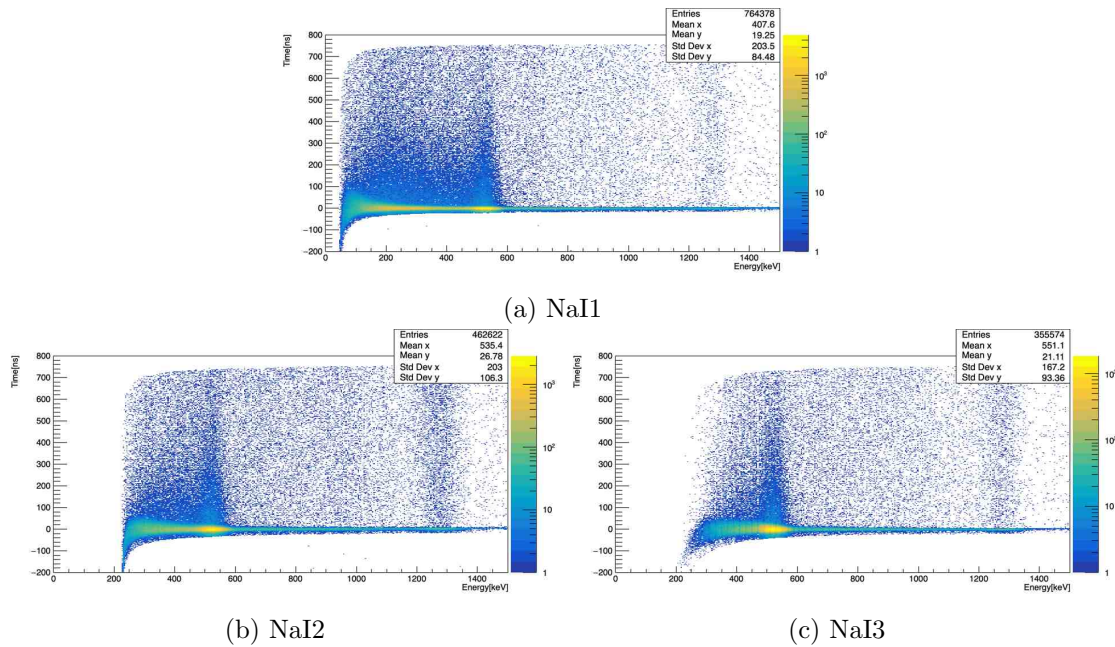 Entries 764378
Mean x 407.6
Mean y 19.25
Std Dev x 203.5
Std Dev y 84.48
Time[ns]
800
700
600
500
400
300
200
100
0
−100
−200
0 200 400 600 800 1000 1200 1400
Energy[keV]
10³
10²
10
1
(a) NaI1
Entries 462622
Mean x 535.4
Mean y 26.78
Std Dev x 203
Std Dev y 106.3
Time[ns]
800
700
600
500
400
300
200
100
0
−100
−200
0 200 400 600 800 1000 1200 1400
Energy[keV]
10³
10²
10
1
(b) NaI2
Entries 355574
Mean x 551.1
Mean y 21.11
Std Dev x 167.2
Std Dev y 93.36
Time[ns]
800
700
600
500
400
300
200
100
0
−100
−200
0 200 400 600 800 1000 1200 1400
Energy[keV]
10²
10
1
(c) NaI3